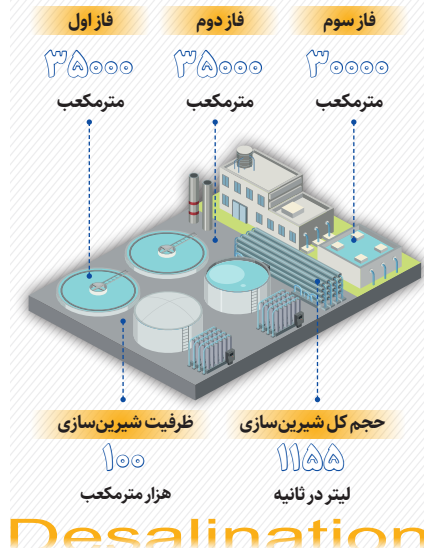 فاز سوم
۳۰۰۰۰
مترمکعب
فاز دوم
۳۵۰۰۰
مترمکعب
فاز اول
۳۵۰۰۰
مترمکعب
حجم کل شیرین‌سازی
۱۱۵۵
لیتر در ثانیه
ظرفیت شیرین‌سازی
۱۰۰
هزار مترمکعب
Desalination